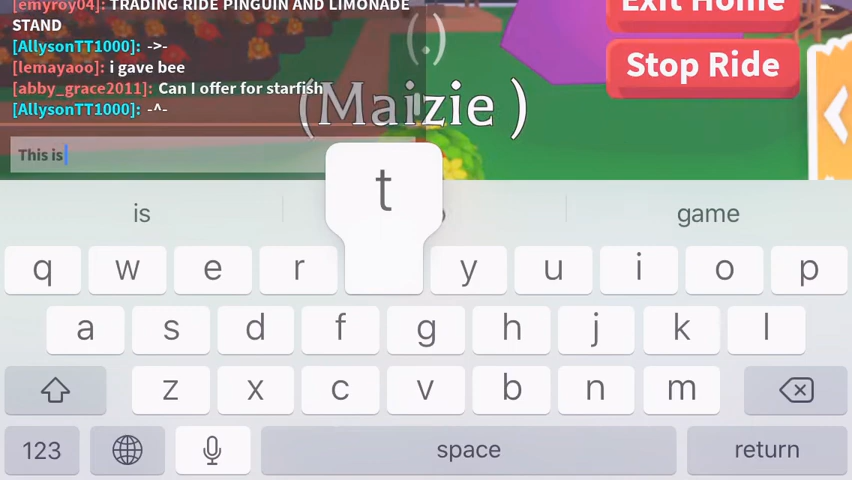 [emyroy04]: TRADING RIDE PINGUIN AND LIMONADE
STAND
[AllysonTT1000]: ->-
[lemayaoo]: i gave bee
[abby_grace2011]: Can I offer for starfish
[AllysonTT1000]: -^-
This is
( )
(Maizie )
Exit Home
Stop Ride
is
game
t
q w e r y u i o p
a s d f g h j k l
z x c v b n m
123 space return